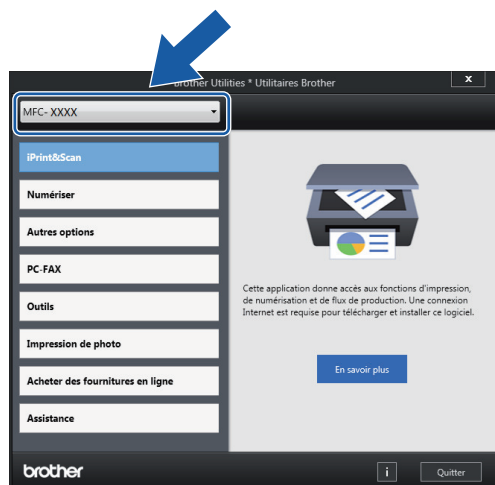 Brother Utilities * Utilitaires Brother
x
MFC- XXXX
iPrint&Scan
Numériser
Autres options
PC-FAX
Outils
Impression de photo
Acheter des fournitures en ligne
Assistance
Cette application donne accès aux fonctions d'impression,
de numérisation et de flux de production. Une connexion
Internet est requise pour télécharger et installer ce logiciel.
En savoir plus
brother
i
Quitter